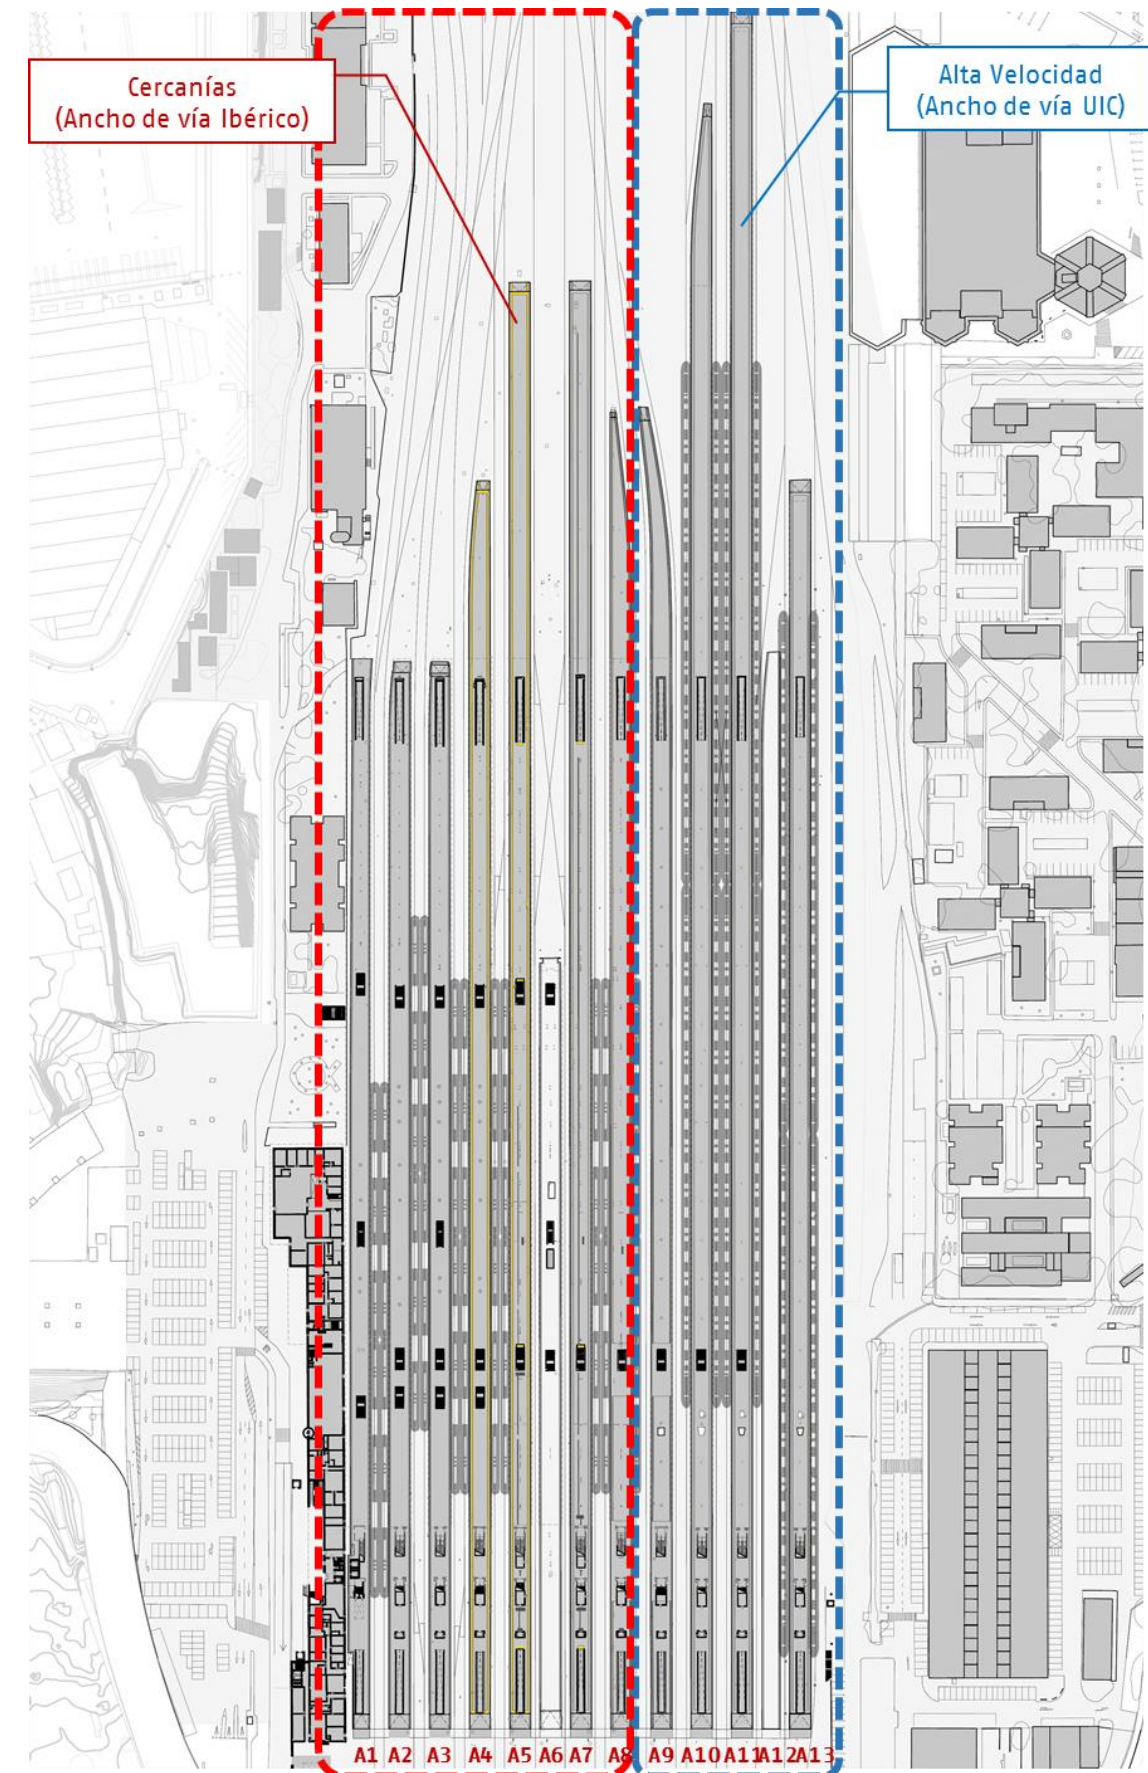 Cercanías
(Ancho de vía Ibérico)
Alta Velocidad
(Ancho de vía UIC)
A1 A2 A3 A4 A5 A6 A7 A8 A9 A10 A11 A12 A13